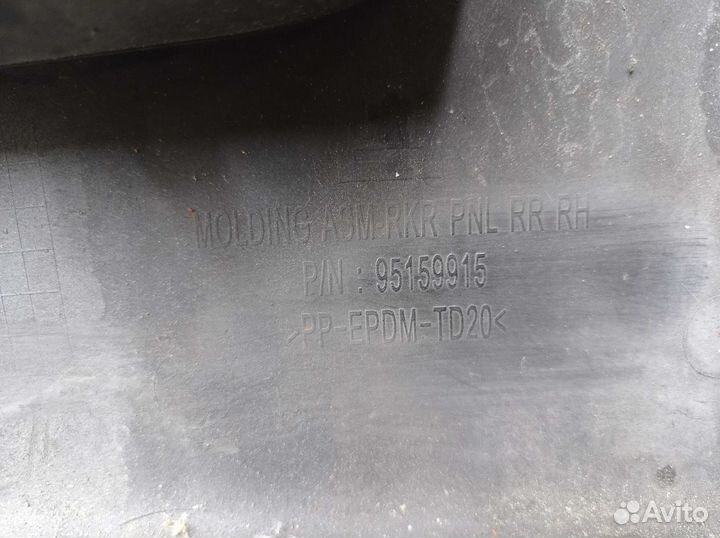 MOLDING ASM-RKR PNL RR RH
P/N : 95159915
>PP-EPDM-TD20<
Avito